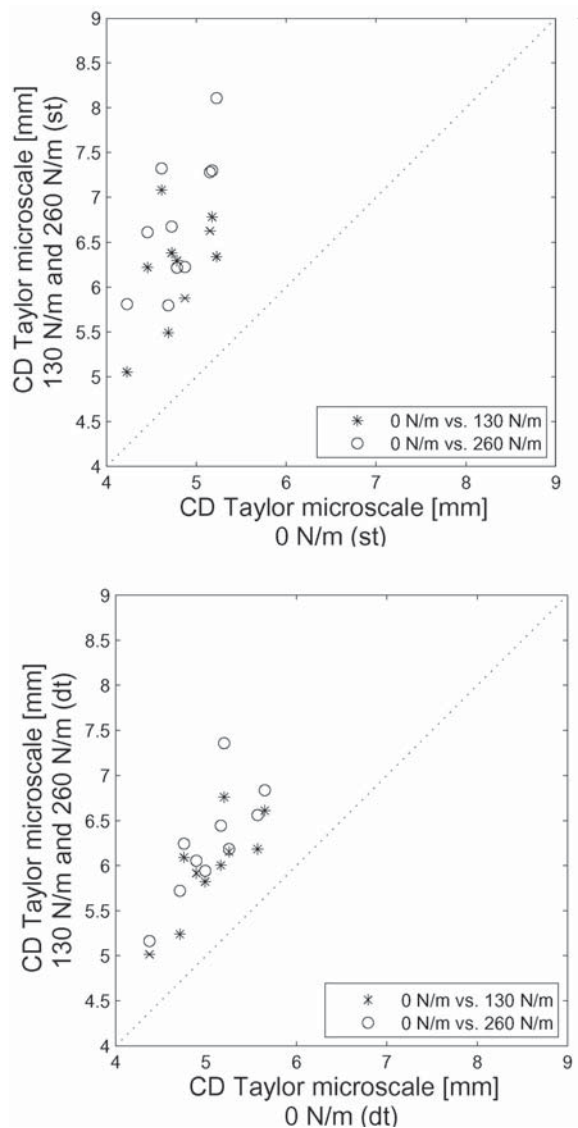 9
8.5
8
7.5
7
6.5
6
5.5
5
4.5
4
CD Taylor microscale [mm]
130 N/m and 260 N/m (st)
0 N/m vs. 130 N/m
0 N/m vs. 260 N/m
4 5 6 7 8 9
CD Taylor microscale [mm]
0 N/m (st)
9
8.5
8
7.5
7
6.5
6
5.5
5
4.5
4
CD Taylor microscale [mm]
130 N/m and 260 N/m (dt)
0 N/m vs. 130 N/m
0 N/m vs. 260 N/m
4 5 6 7 8 9
CD Taylor microscale [mm]
0 N/m (dt)